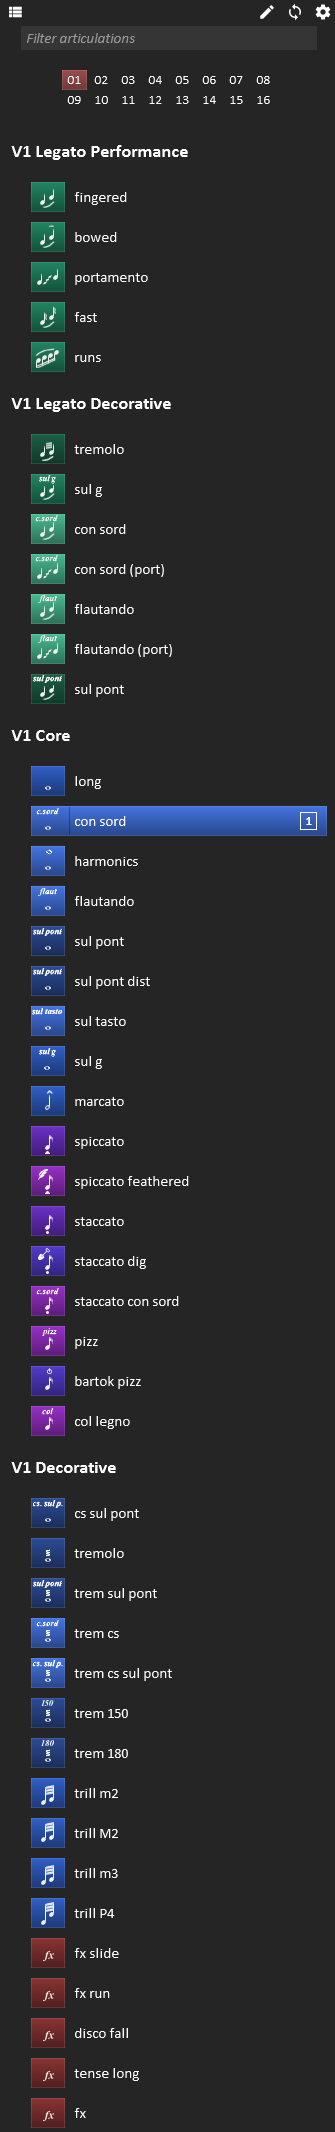 Filter articulations
01 02 03 04 05 06 07 08
09 10 11 12 13 14 15 16
V1 Legato Performance
fingered
bowed
portamento
fast
runs
V1 Legato Decorative
tremolo
sul g sul g
c.sord con sord
c.sord con sord (port)
flaut flautando
flaut flautando (port)
sul pont sul pont
V1 Core
long
c.sord con sord 1
harmonics
flaut flautando
sul pont sul pont
sul pont sul pont dist
sul tasto sul tasto
sul g sul g
marcato
spiccato
spiccato feathered
staccato
staccato dig
c.sord staccato con sord
pizz pizz
bartok pizz
col col legno
V1 Decorative
cs. sul p. cs sul pont
tremolo
sul pont trem sul pont
c.sord trem cs
cs. sul p. trem cs sul pont
150 trem 150
180 trem 180
trill m2
trill M2
trill m3
trill P4
fx fx slide
fx fx run
fx disco fall
fx tense long
fx fx